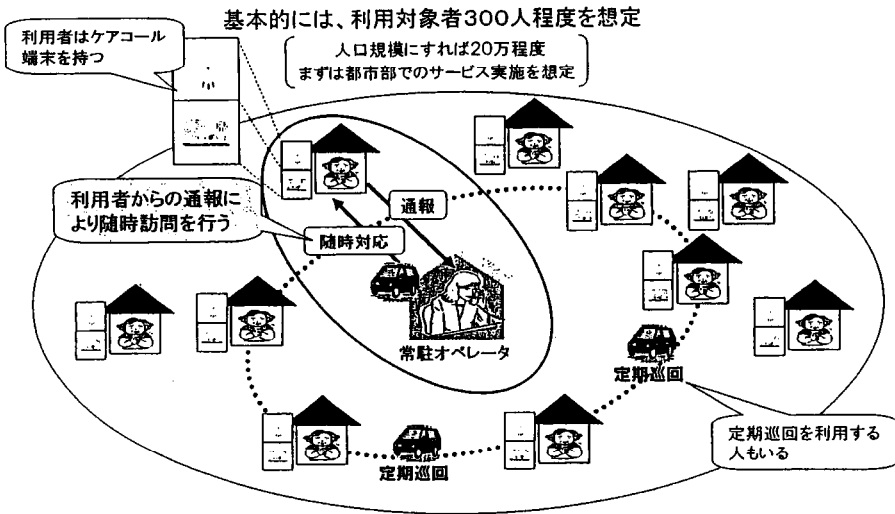 基本的には、利用対象者300人程度を想定
人口規模にすれば20万程度
まずは都市部でのサービス実施を想定
利用者はケアコール
端末を持つ
利用者からの通報に
より随時訪問を行う
通報
随時対応
常駐オペレータ
定期巡回
定期巡回
定期巡回を利用する
人もいる